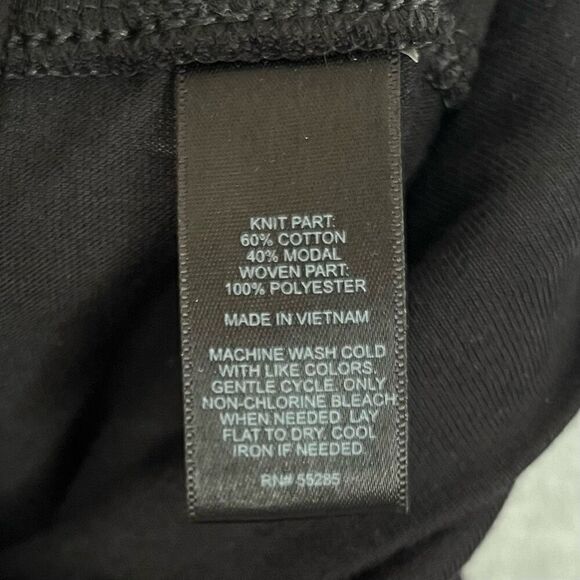 KNIT PART:
60% COTTON
40% MODAL
WOVEN PART:
100% POLYESTER
MADE IN VIETNAM
MACHINE WASH COLD
WITH LIKE COLORS.
GENTLE CYCLE. ONLY
NON-CHLORINE BLEACH
WHEN NEEDED. LAY
FLAT TO DRY. COOL
IRON IF NEEDED.
RN# 55285